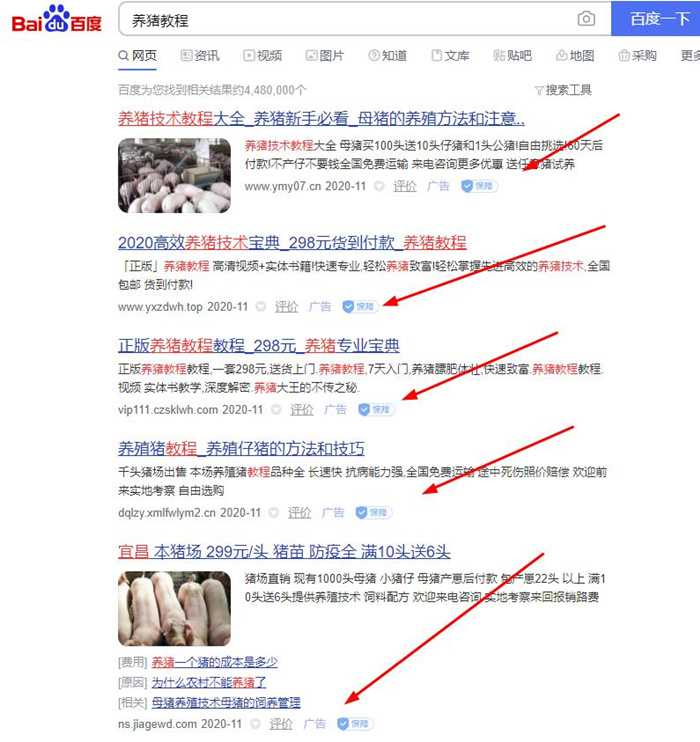 Bai du 百度
养猪教程
百度一下
网页 资讯 视频 图片 知道 文库 贴吧 地图 采购 更多
百度为您找到相关结果约4,480,000个
搜索工具
养猪技术教程大全_养猪新手必看_母猪的养殖方法和注意..
养猪技术教程大全 母猪买100头送10头仔猪和1头公猪!自由挑选!60天后
付款!不产仔不要钱全国免费运输 来电咨询更多优惠 送任意猪试养
www.ymy07.cn 2020-11 评价 广告 保障
2020高效养猪技术宝典_298元货到付款_养猪教程
「正版」养猪教程 高清视频+实体书籍!快速专业,轻松养猪致富!轻松掌握先进高效的养猪技术,全国
包邮 货到付款!
www.yxzdwh.top 2020-11 评价 广告 保障
正版养猪教程教程_298元_养猪专业宝典
正版养猪教程教程,一套298元,送货上门.养猪教程,7天入门,养猪膘肥体壮,快速致富.养猪教程教程.
视频 实体书教学,深度解密.养猪大王的不传之秘.
vip111.czsklwh.com 2020-11 评价 广告 保障
养殖猪教程_养殖仔猪的方法和技巧
千头猪场出售 本场养殖猪教程品种全 长速快 抗病能力强,全国免费运输 途中死伤照价赔偿 欢迎前
来实地考察 自由选购
dqlzy.xmlfwlym2.cn 2020-11 评价 广告 保障
宜昌 本猪场 299元/头 猪苗 防疫全 满10头送6头
猪场直销 现有1000头母猪 小猪仔 母猪产崽后付款 包产崽22头 以上 满1
0头送6头提供养殖技术 饲料配方 欢迎来电咨询 实地考察来回报销路费
[费用] 养猪一个猪的成本是多少
[原因] 为什么农村不能养猪了
[相关] 母猪养殖技术母猪的饲养管理
ns.jiagewd.com 2020-11 评价 广告 保障